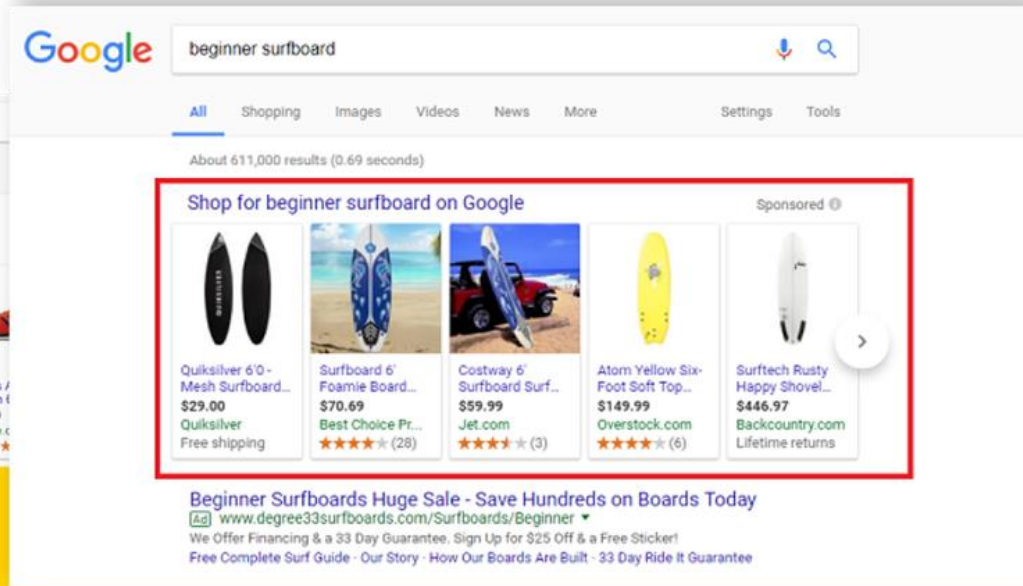 Google
beginner surfboard
All Shopping Images Videos News More Settings Tools
About 611,000 results (0.69 seconds)
Shop for beginner surfboard on Google
Sponsored
QUIKSILVER
Quiksilver 6'0 -
Mesh Surfboard...
$29.00
Quiksilver
Free shipping
Surfboard 6'
Foamie Board...
$70.69
Best Choice Pr...
(28)
Costway 6'
Surfboard Surf...
$59.99
Jet.com
(3)
Atom Yellow Six-
Foot Soft Top...
$149.99
Overstock.com
(6)
Surftech Rusty
Happy Shovel...
$446.97
Backcountry.com
Lifetime returns
Beginner Surfboards Huge Sale - Save Hundreds on Boards Today
Ad www.degree33surfboards.com/Surfboards/Beginner
We Offer Financing & a 33 Day Guarantee. Sign Up for $25 Off & a Free Sticker!
Free Complete Surf Guide · Our Story · How Our Boards Are Built · 33 Day Ride It Guarantee